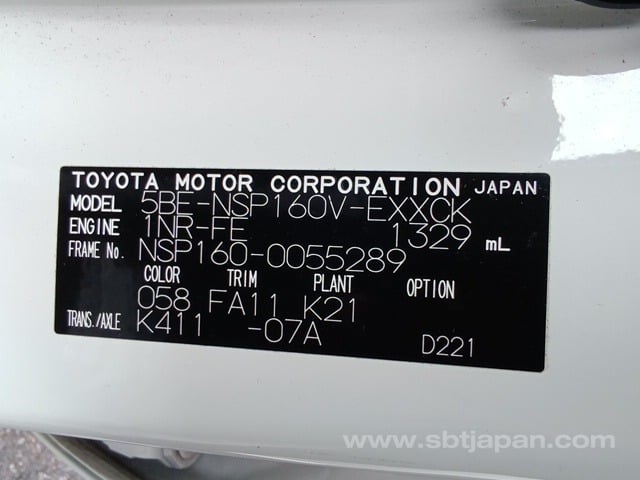 TOYOTA MOTOR CORPORATION JAPAN
MODEL 5BE-NSP160V-EXXCK
ENGINE 1NR-FE 1329 mL
FRAME No. NSP160-0055289
COLOR TRIM PLANT OPTION
058 FA11 K21
TRANS./AXLE K411 -07A
D221
www.sbtjapan.com